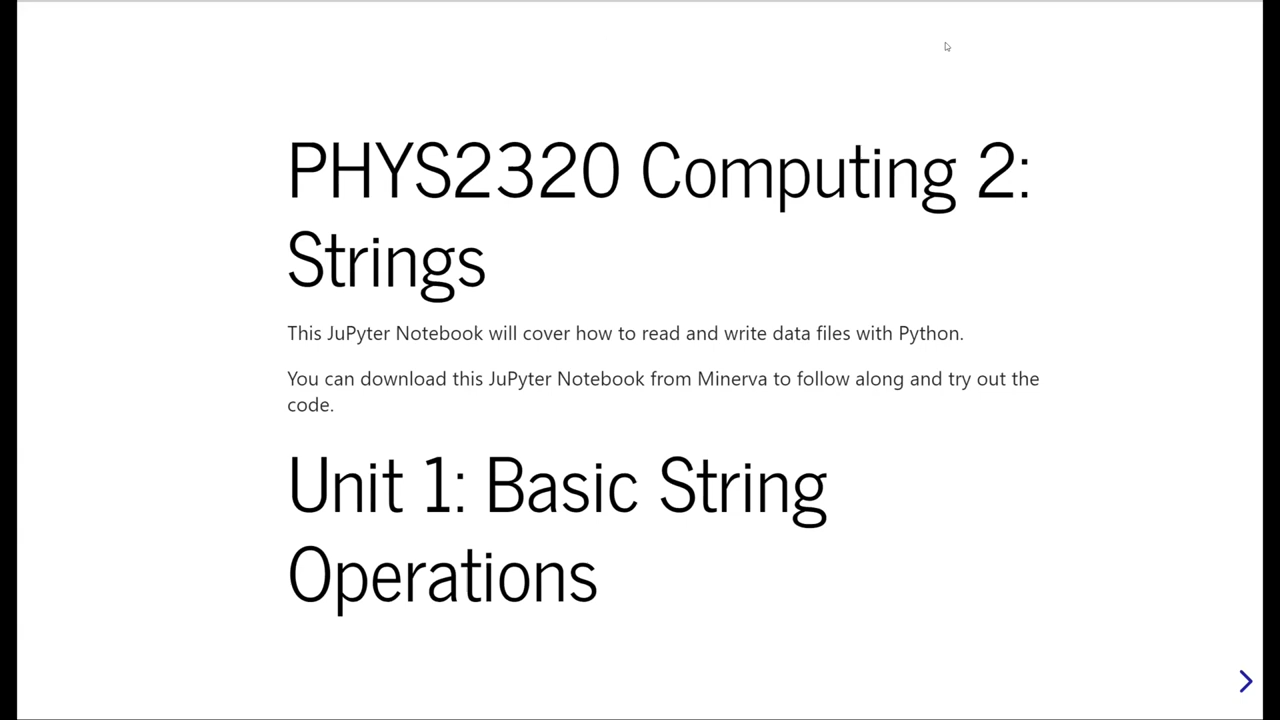 PHYS2320 Computing 2:
Strings
This JuPyter Notebook will cover how to read and write data files with Python.
You can download this JuPyter Notebook from Minerva to follow along and try out the
code.
Unit 1: Basic String
Operations